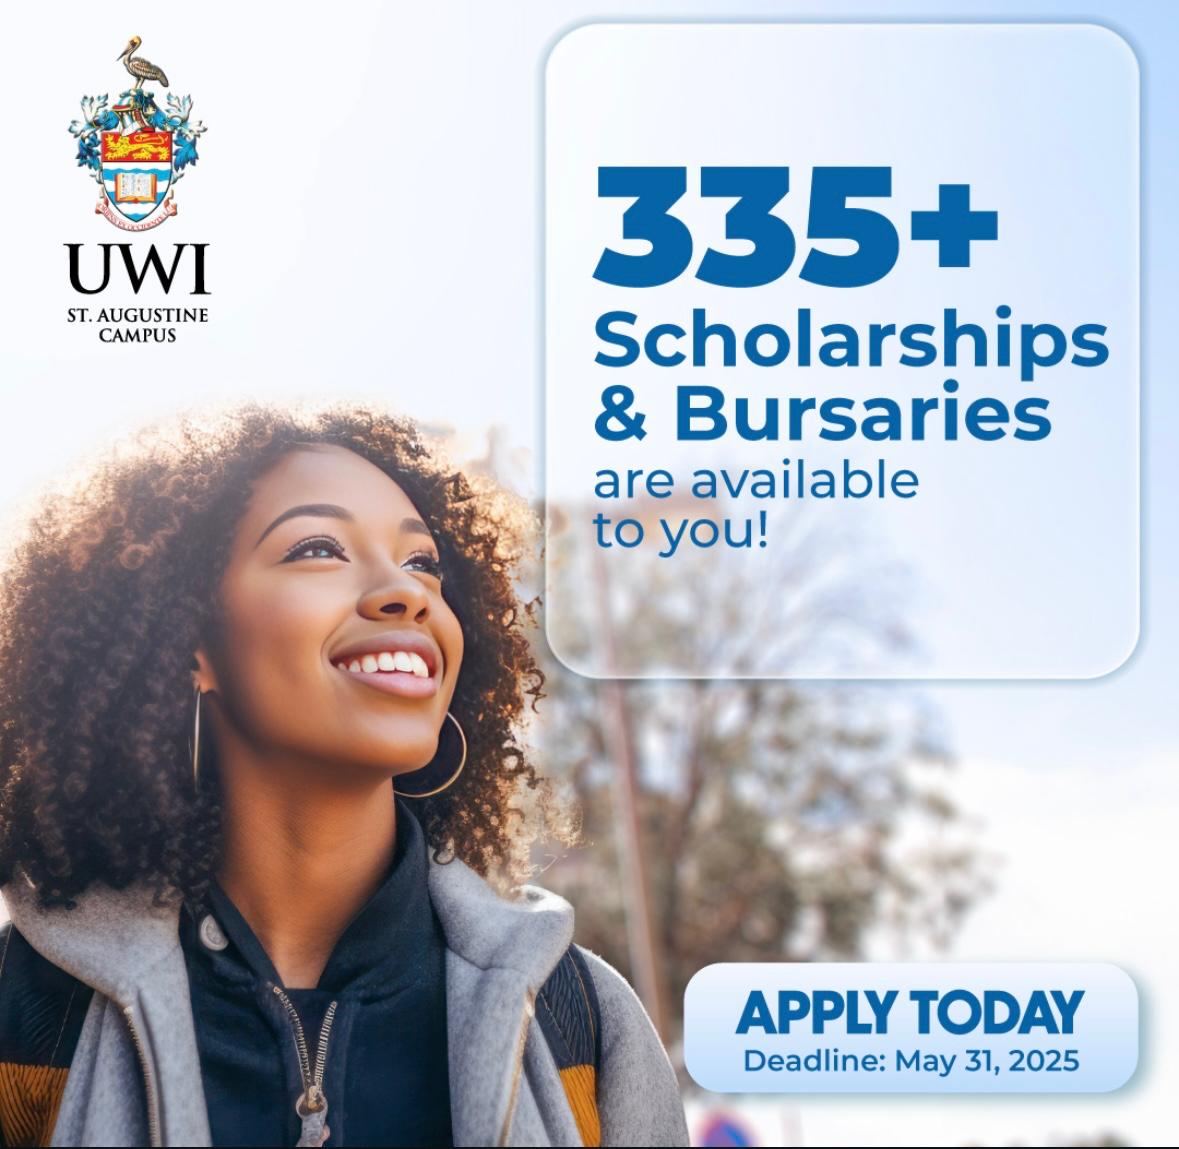 UWI
ST. AUGUSTINE
CAMPUS
335+
Scholarships
& Bursaries
are available
to you!
APPLY TODAY
Deadline: May 31, 2025